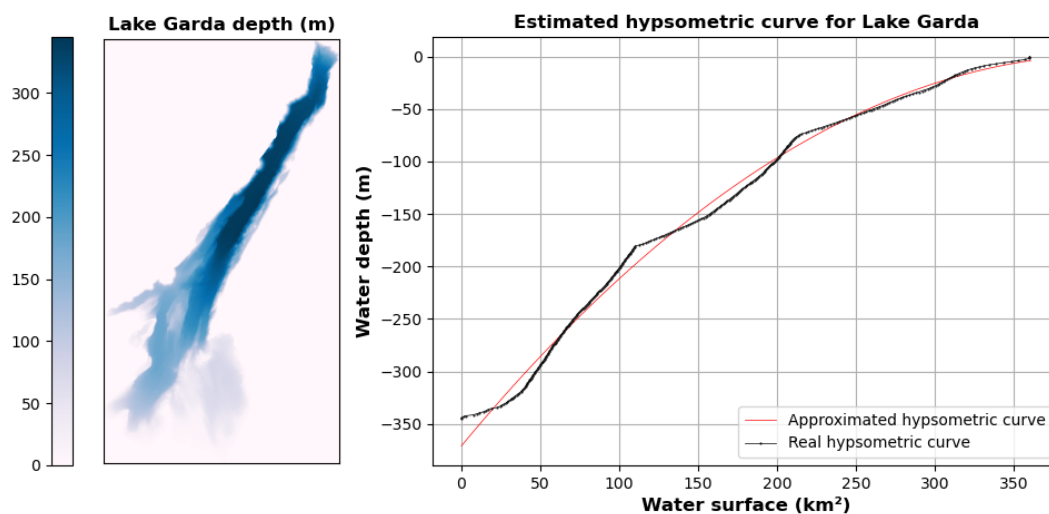 Lake Garda depth (m)
300
250
200
150
100
50
0
Estimated hypsometric curve for Lake Garda
Water depth (m)
0
−50
−100
−150
−200
−250
−300
−350
Approximated hypsometric curve
Real hypsometric curve
0 50 100 150 200 250 300 350
Water surface (km²)